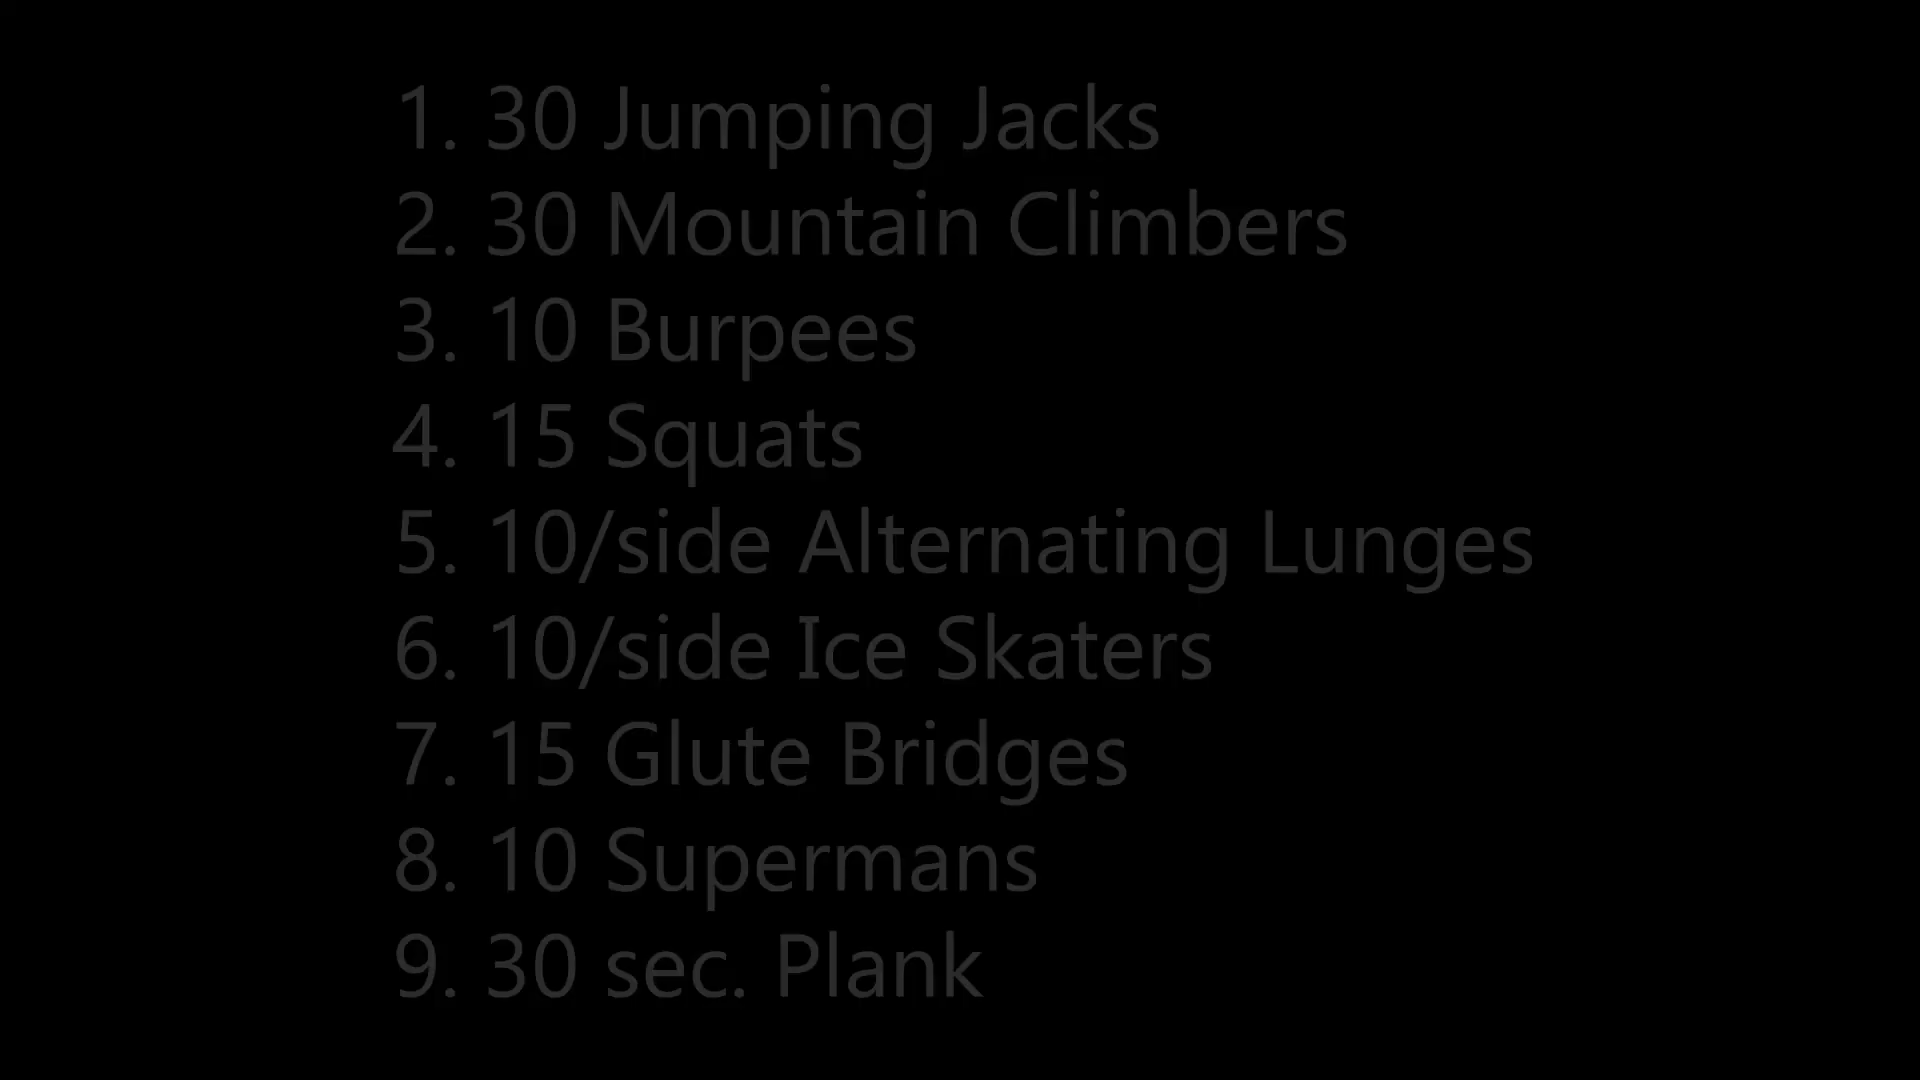 1. 30 Jumping Jacks
2. 30 Mountain Climbers
3. 10 Burpees
4. 15 Squats
5. 10/side Alternating Lunges
6. 10/side Ice Skaters
7. 15 Glute Bridges
8. 10 Supermans
9. 30 sec. Plank